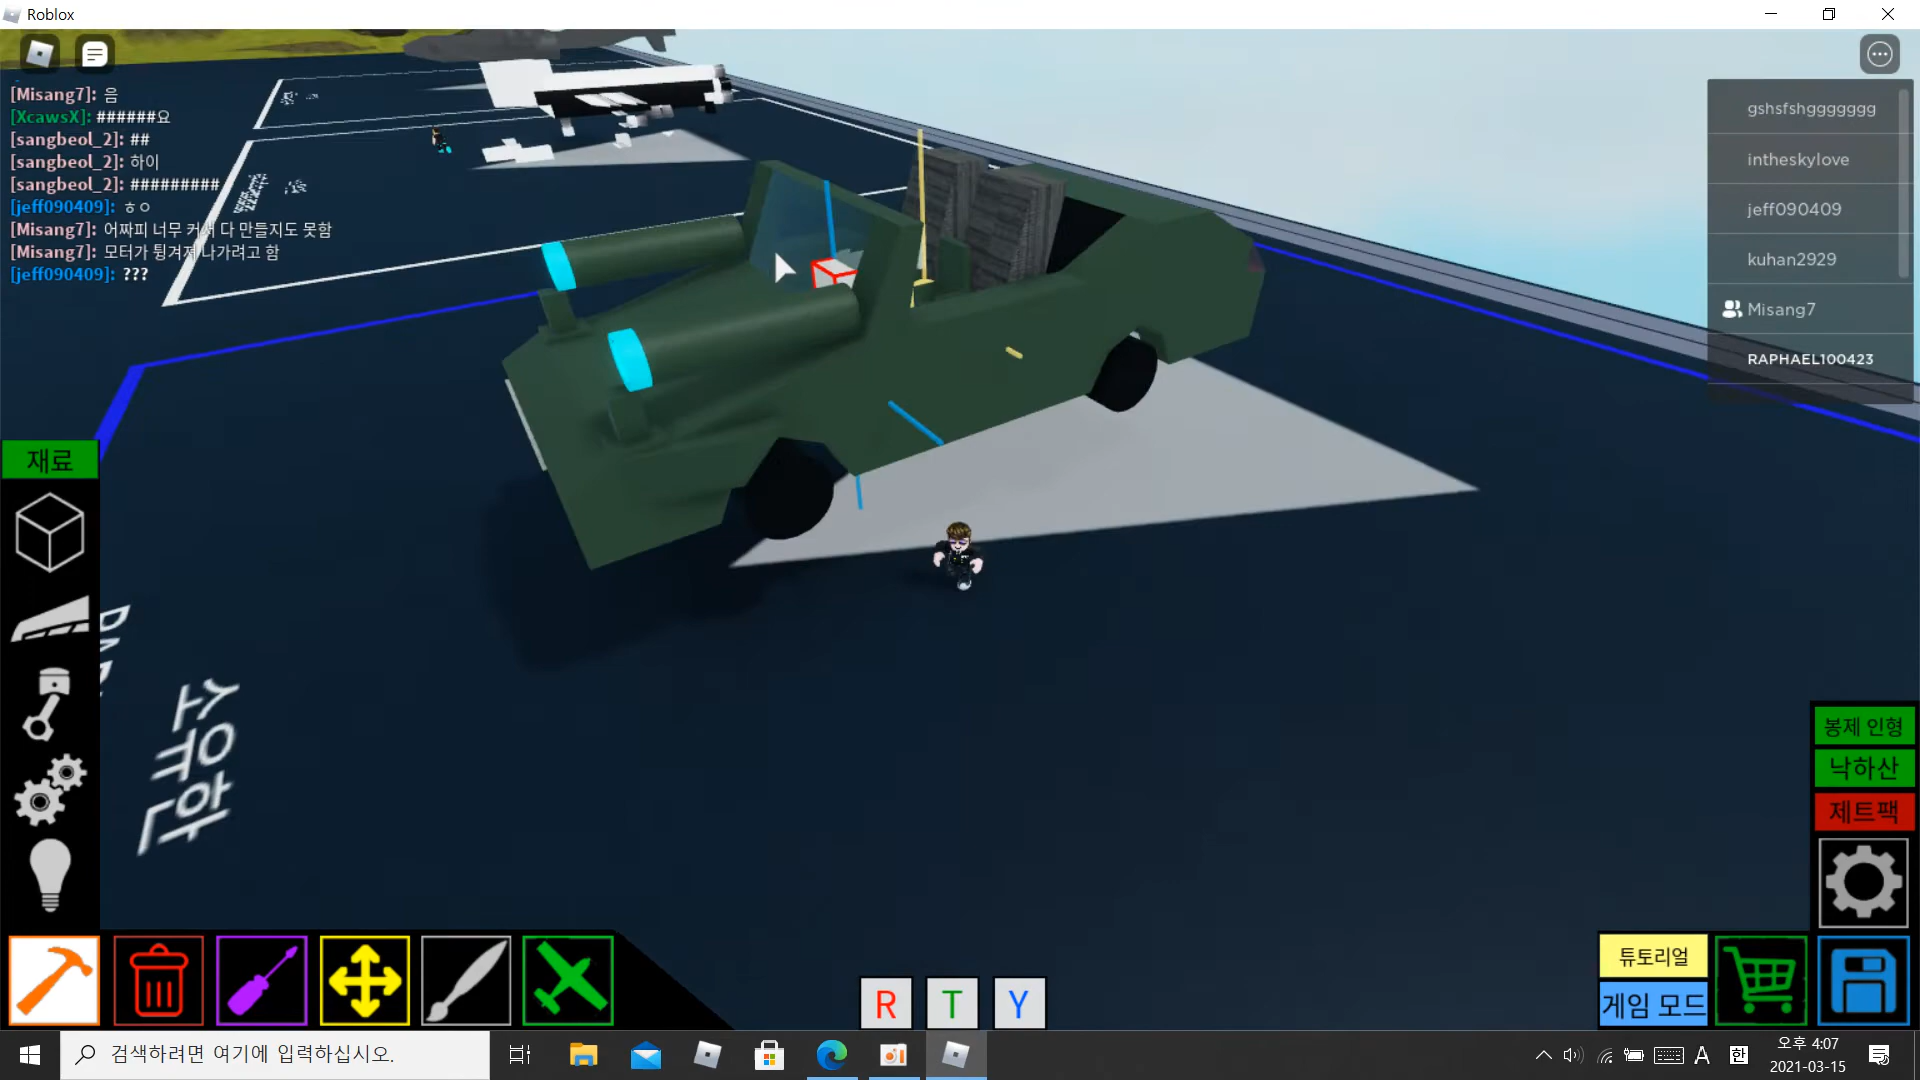 Roblox
[Misang7]: 음
[XcawsX]: ######요
[sangbeol_2]: ##
[sangbeol_2]: 하이
[sangbeol_2]: #########
[jeff090409]: ㅎㅇ
[Misang7]: 어짜피 너무 커서 다 만들지도 못함
[Misang7]: 모터가 튕겨져 나가려고 함
[jeff090409]: ???
gshsfshggggggg
intheskylove
jeff090409
kuhan2929
Misang7
RAPHAEL100423
재료
봉제 인형
낙하산
제트팩
튜토리얼
게임 모드
R T Y
검색하려면 여기에 입력하십시오.
A 한
오후 4:07
2021-03-15